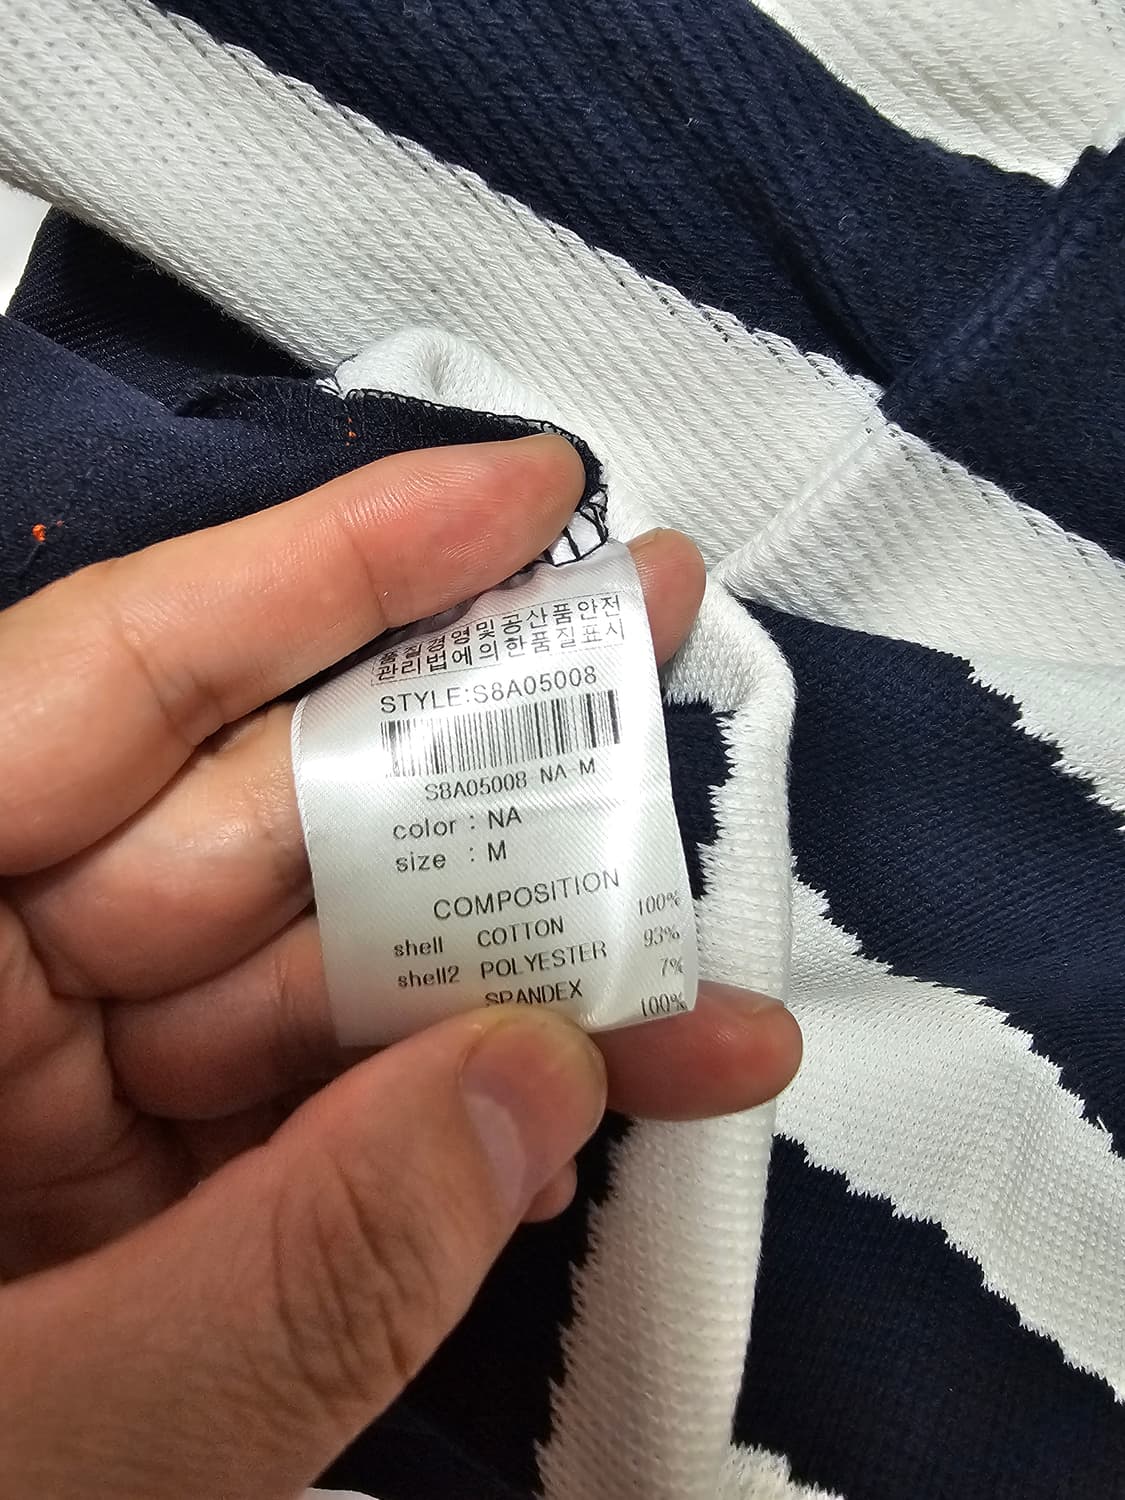 품질경영및공산품안전
관리법에의한품질표시
STYLE:S8A05008
S8A05008 NA M
color : NA
size : M
COMPOSITION
shell COTTON 100%
shell2 POLYESTER 93%
SPANDEX 7%
100%